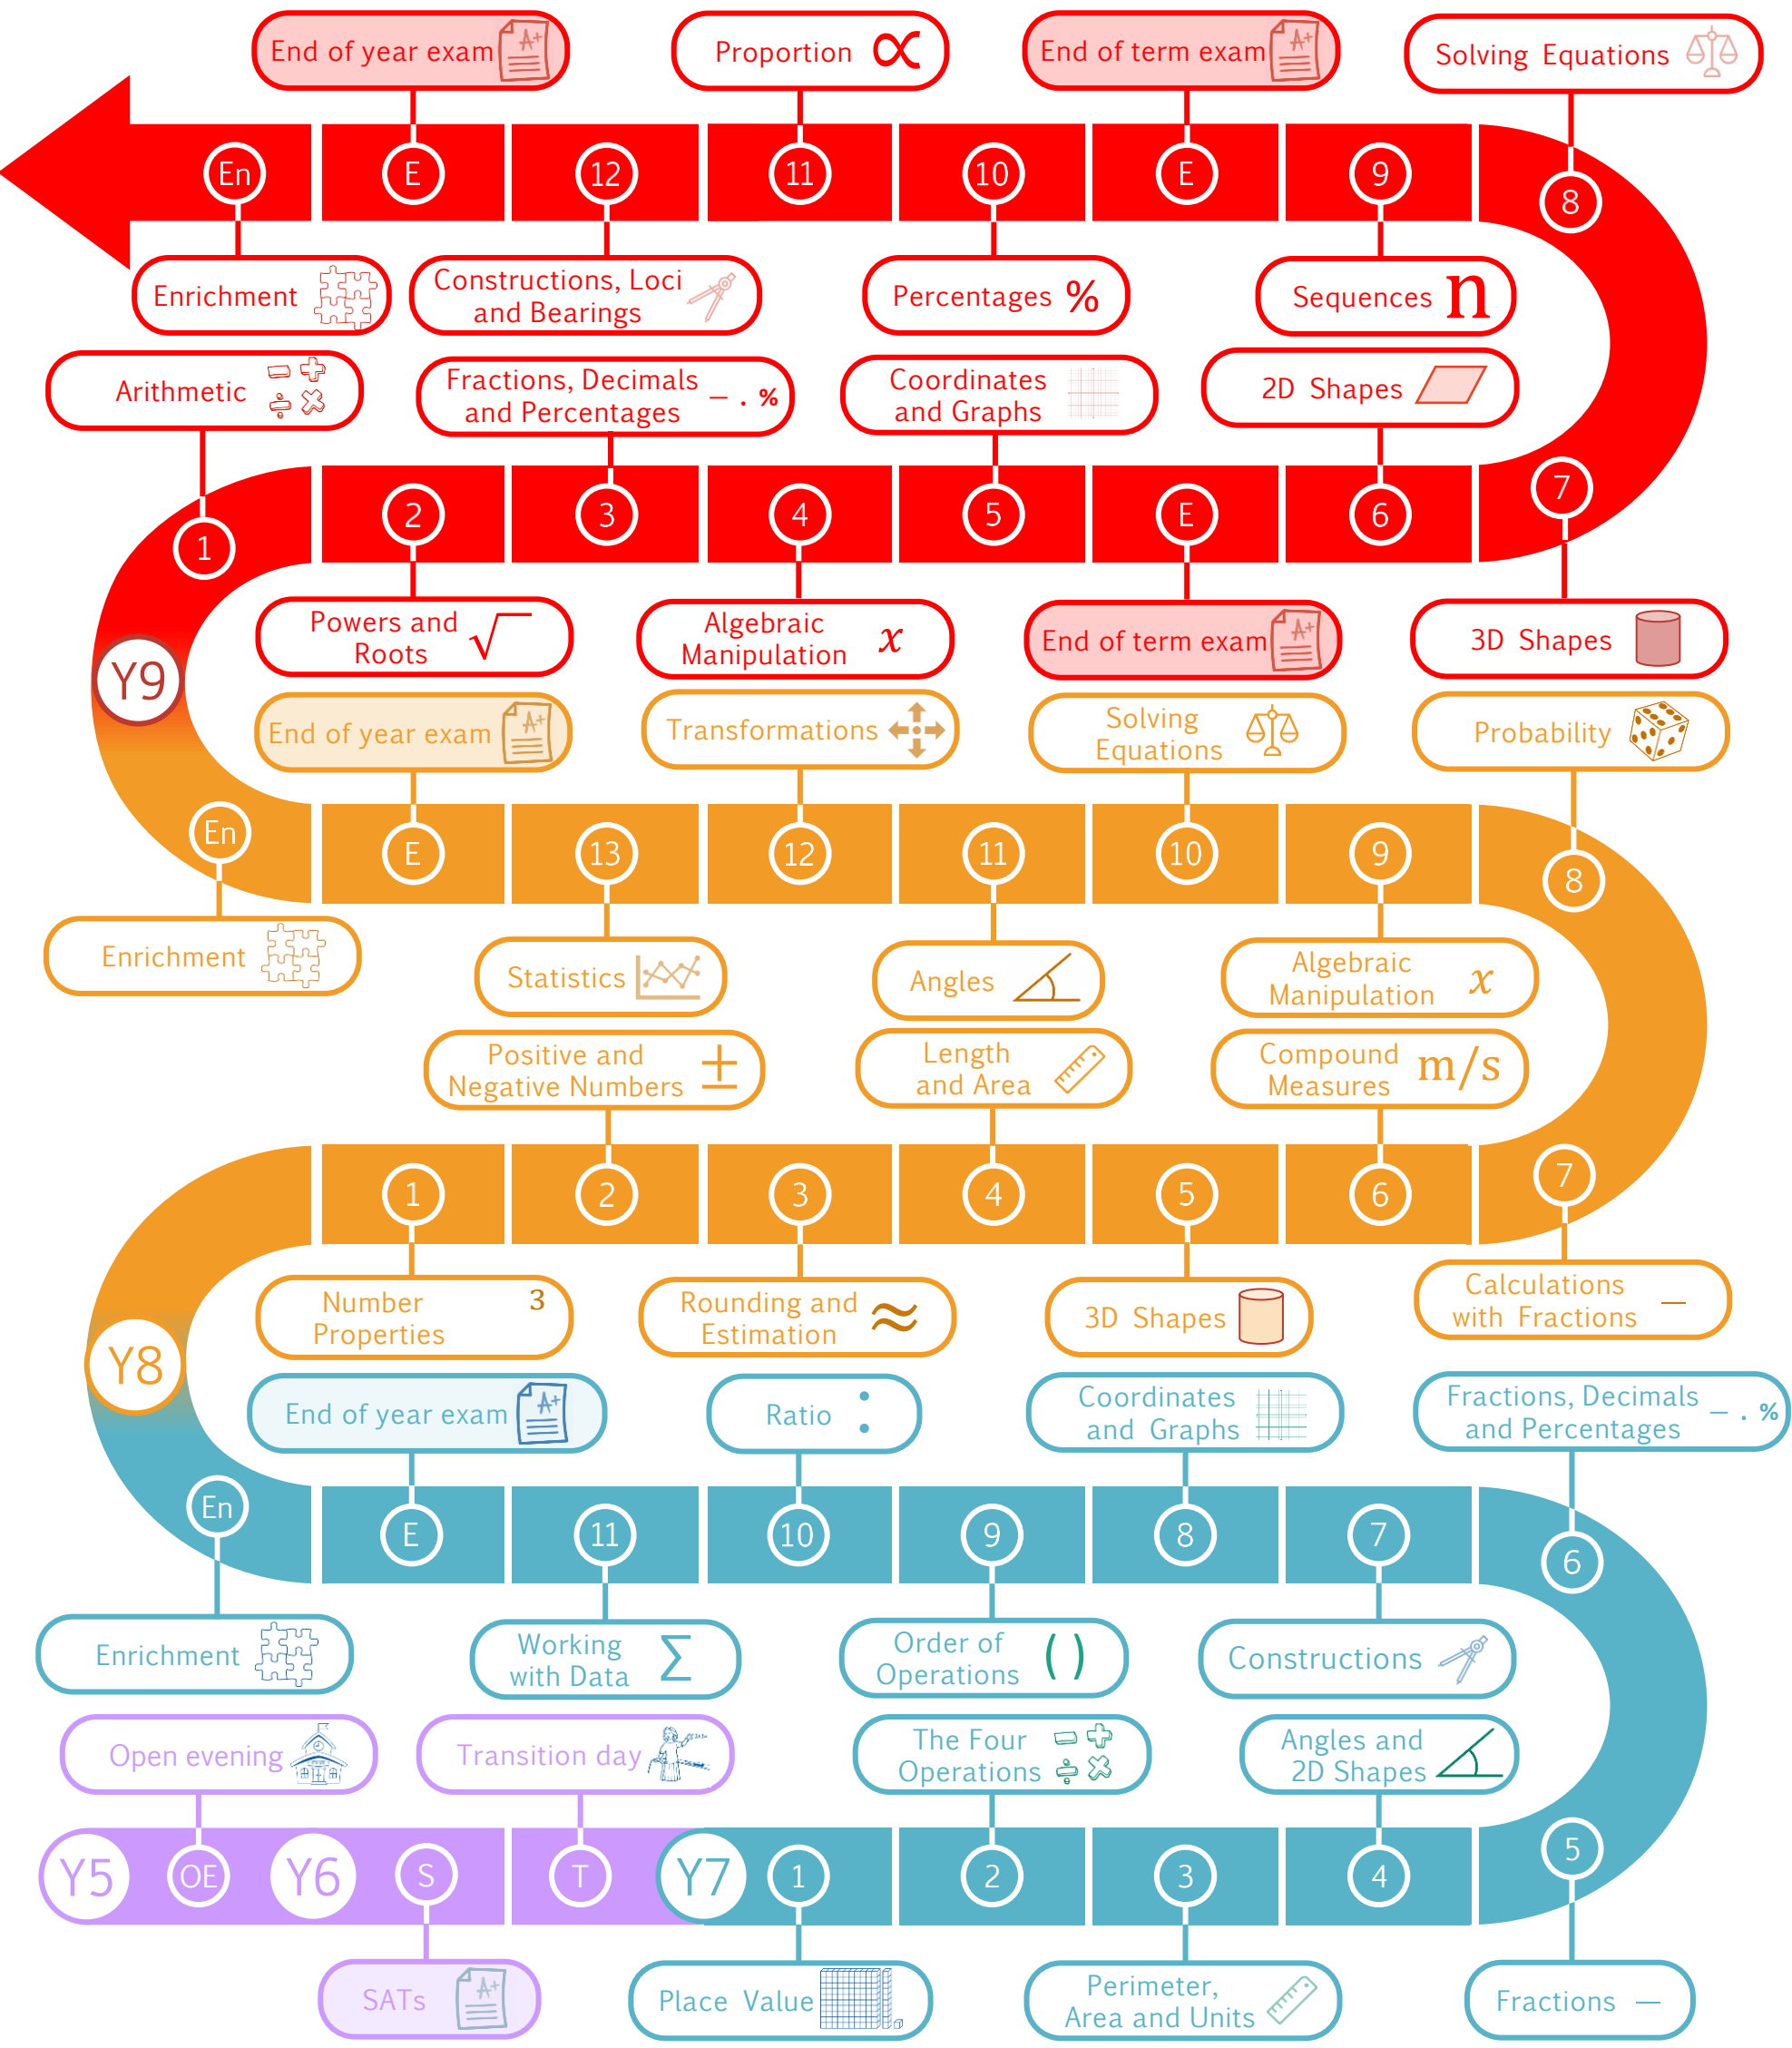 End of year exam A+
Proportion ∝
End of term exam A+
Solving Equations
En E 12 11 10 E 9 8
Enrichment
Constructions, Loci
and Bearings
Percentages %
Sequences n
Arithmetic
Fractions, Decimals
and Percentages – . %
Coordinates
and Graphs
2D Shapes
1 2 3 4 5 E 6 7
Powers and
Roots √
Algebraic
Manipulation x
End of term exam A+
3D Shapes
Y9
End of year exam A+
Transformations
Solving
Equations
Probability
En E 13 12 11 10 9 8
Enrichment
Statistics
Angles
Algebraic
Manipulation x
Positive and
Negative Numbers ±
Length
and Area
Compound
Measures m/s
1 2 3 4 5 6 7
Number
Properties 3
Rounding and
Estimation ≈
3D Shapes
Calculations
with Fractions –
Y8
End of year exam A+
Ratio :
Coordinates
and Graphs
Fractions, Decimals
and Percentages – . %
En E 11 10 9 8 7 6
Enrichment
Working
with Data Σ
Order of
Operations ( )
Constructions
Open evening
Transition day
The Four
Operations
Angles and
2D Shapes
Y5 OE Y6 S T Y7 1 2 3 4 5
SATs A+
Place Value
Perimeter,
Area and Units
Fractions –